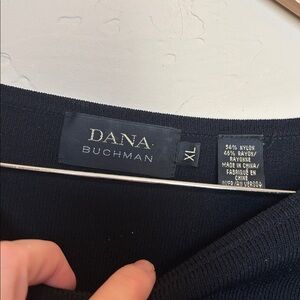 DANA
BUCHMAN
XL
54% NYLON
46% RAYON/
RAYONNE
MADE IN CHINA/
FABRIQUÉ EN
CHINE